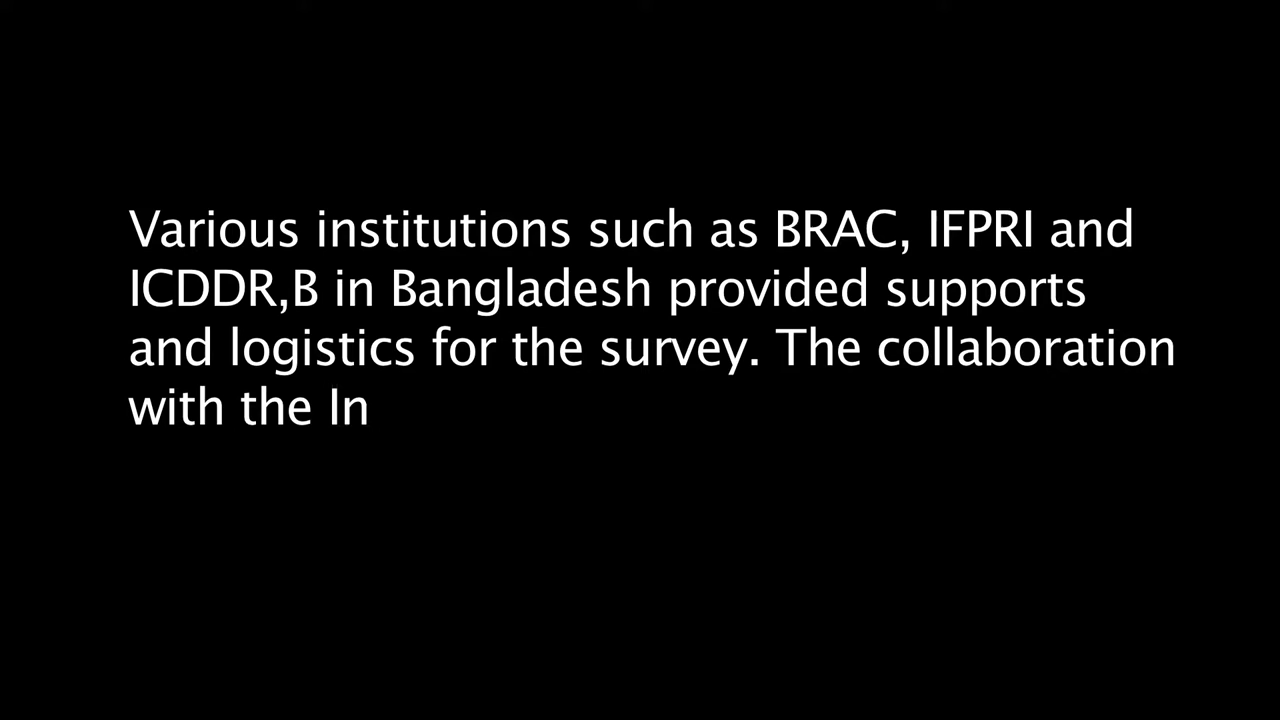 Various institutions such as BRAC, IFPRI and
ICDDR,B in Bangladesh provided supports
and logistics for the survey. The collaboration
with the In